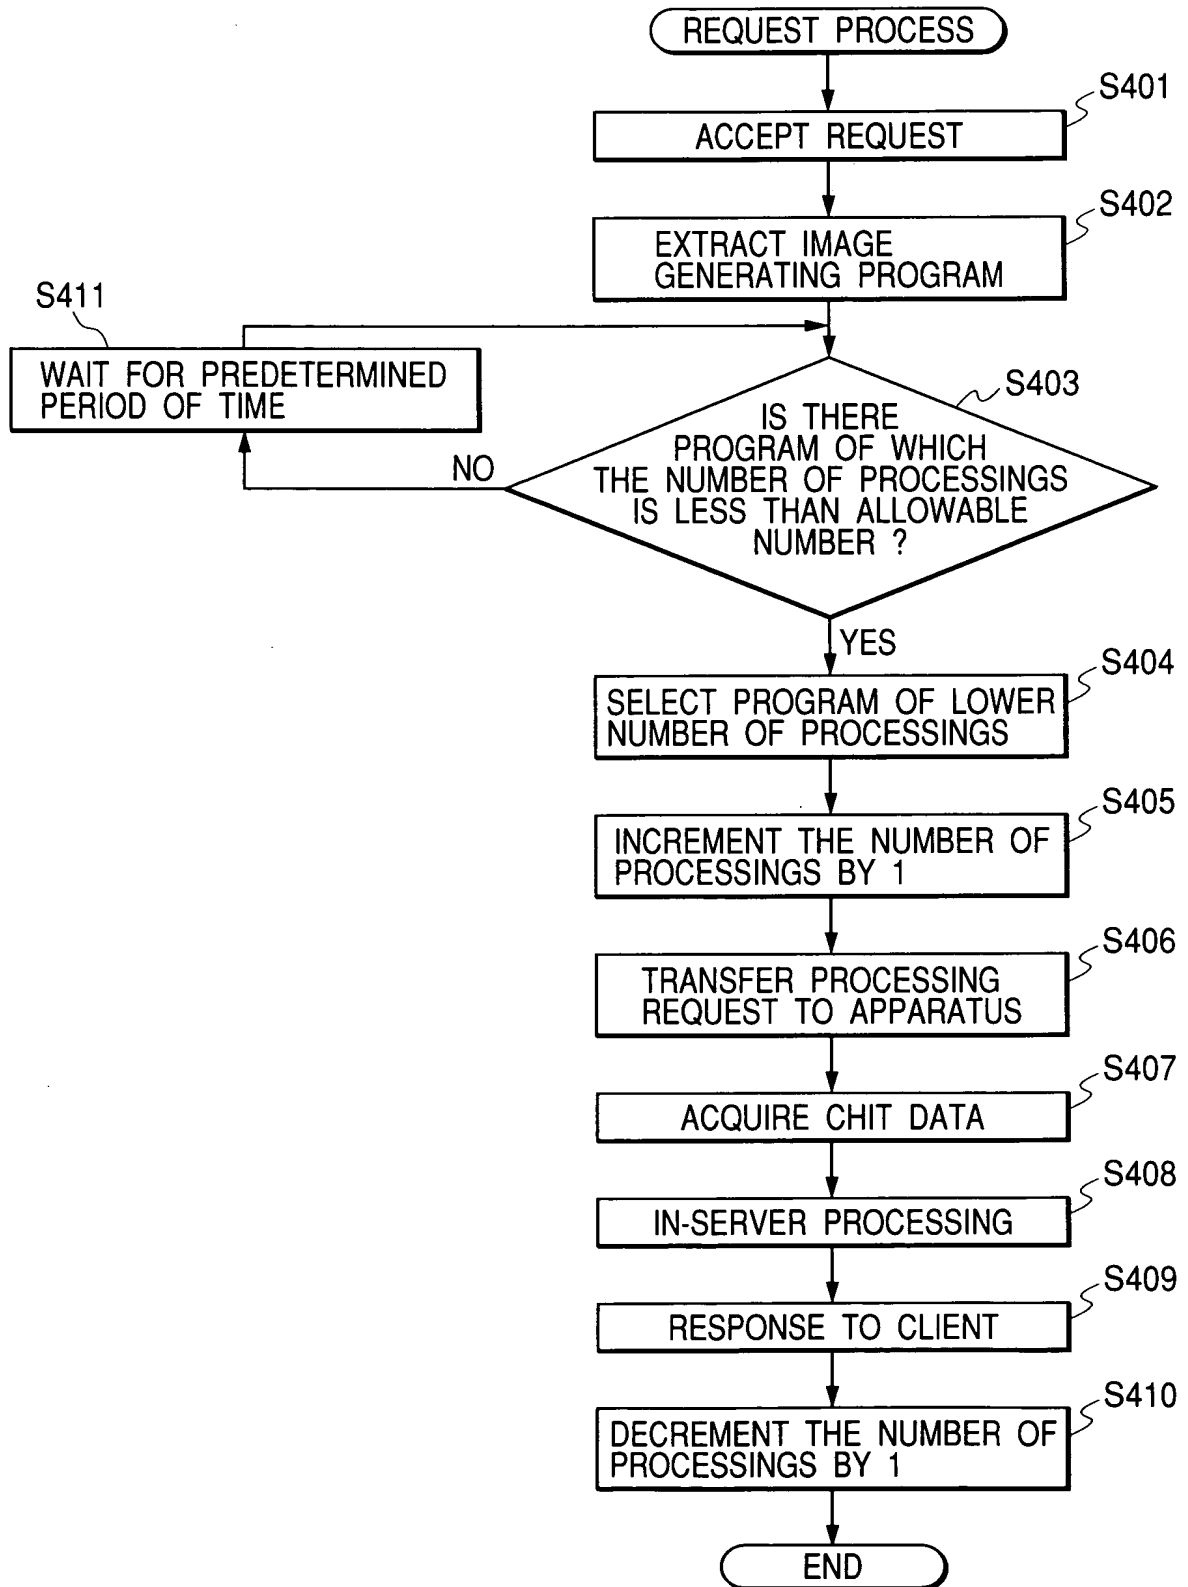 REQUEST PROCESS
S401
ACCEPT REQUEST
S402
EXTRACT IMAGE
GENERATING PROGRAM
S411
WAIT FOR PREDETERMINED
PERIOD OF TIME
S403
IS THERE
PROGRAM OF WHICH
THE NUMBER OF PROCESSINGS
IS LESS THAN ALLOWABLE
NUMBER ?
NO
YES
S404
SELECT PROGRAM OF LOWER
NUMBER OF PROCESSINGS
S405
INCREMENT THE NUMBER OF
PROCESSINGS BY 1
S406
TRANSFER PROCESSING
REQUEST TO APPARATUS
S407
ACQUIRE CHIT DATA
S408
IN-SERVER PROCESSING
S409
RESPONSE TO CLIENT
S410
DECREMENT THE NUMBER OF
PROCESSINGS BY 1
END